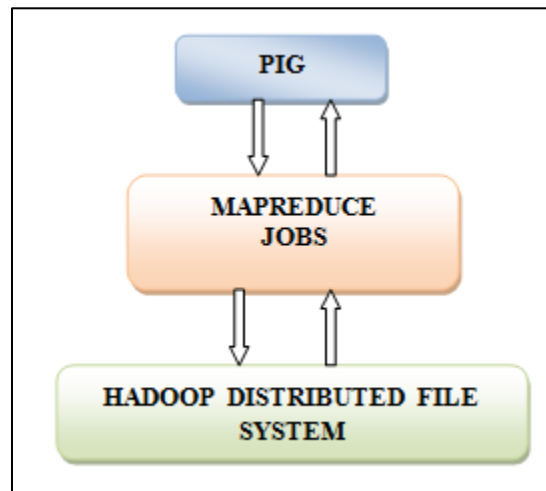 PIG
MAPREDUCE
JOBS
HADOOP DISTRIBUTED FILE
SYSTEM